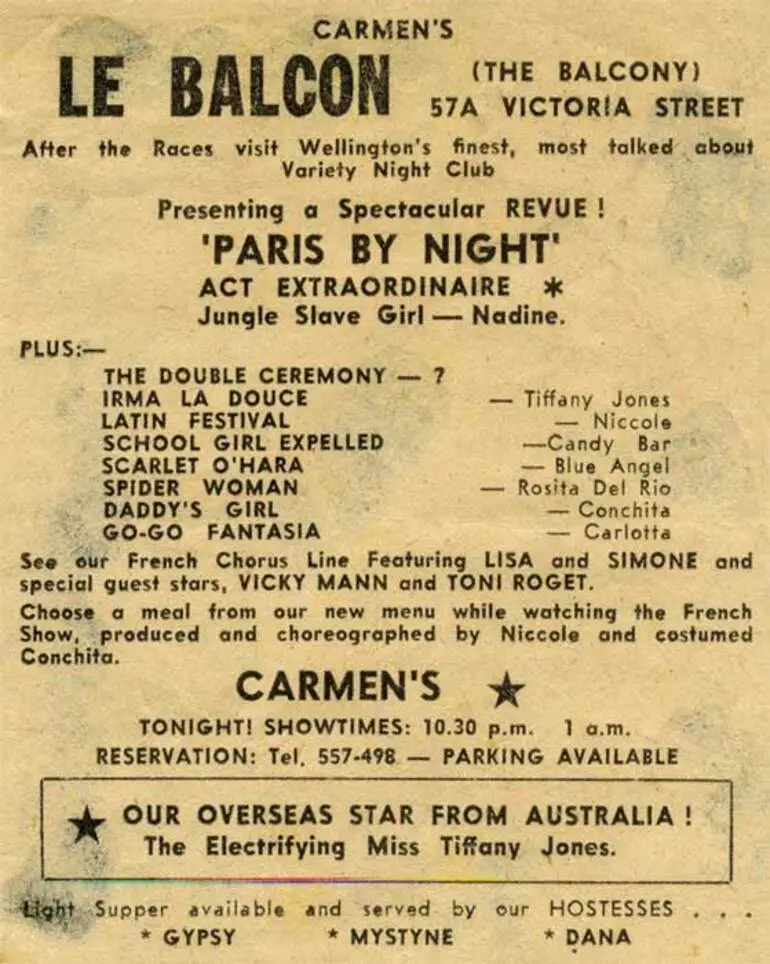 CARMEN'S
LE BALCON (THE BALCONY)
57A VICTORIA STREET
After the Races visit Wellington's finest, most talked about
Variety Night Club
Presenting a Spectacular REVUE !
'PARIS BY NIGHT'
ACT EXTRAORDINAIRE *
Jungle Slave Girl — Nadine.
PLUS:—
THE DOUBLE CEREMONY — ?
IRMA LA DOUCE — Tiffany Jones
LATIN FESTIVAL — Niccole
SCHOOL GIRL EXPELLED —Candy Bar
SCARLET O'HARA — Blue Angel
SPIDER WOMAN — Rosita Del Rio
DADDY'S GIRL — Conchita
GO-GO FANTASIA — Carlotta
See our French Chorus Line Featuring LISA and SIMONE and
special guest stars, VICKY MANN and TONI ROGET.
Choose a meal from our new menu while watching the French
Show, produced and choreographed by Niccole and costumed
Conchita.
CARMEN'S ★
TONIGHT! SHOWTIMES: 10.30 p.m. 1 a.m.
RESERVATION: Tel. 557-498 — PARKING AVAILABLE
★ OUR OVERSEAS STAR FROM AUSTRALIA !
The Electrifying Miss Tiffany Jones.
Light Supper available and served by our HOSTESSES . . .
* GYPSY * MYSTYNE * DANA